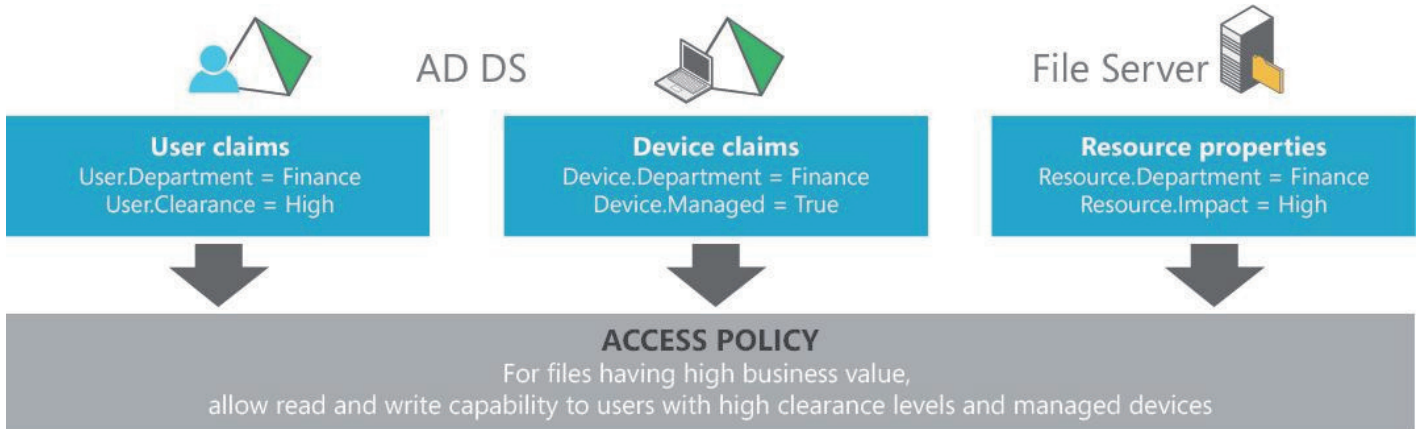 AD DS
File Server
User claims
User.Department = Finance
User.Clearance = High
Device claims
Device.Department = Finance
Device.Managed = True
Resource properties
Resource.Department = Finance
Resource.Impact = High
ACCESS POLICY
For files having high business value,
allow read and write capability to users with high clearance levels and managed devices